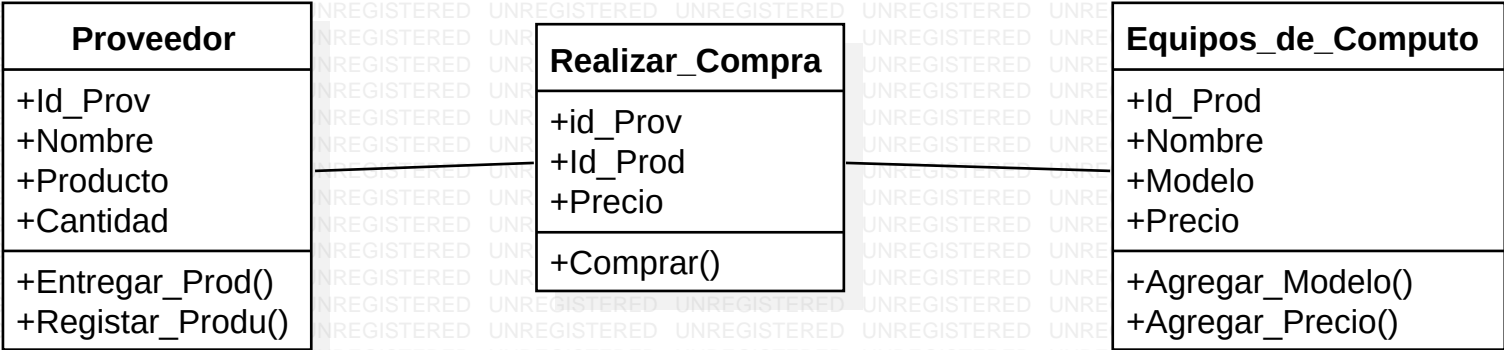 Proveedor
+Id_Prov
+Nombre
+Producto
+Cantidad
+Entregar_Prod()
+Registar_Produ()
Realizar_Compra
+id_Prov
+Id_Prod
+Precio
+Comprar()
Equipos_de_Computo
+Id_Prod
+Nombre
+Modelo
+Precio
+Agregar_Modelo()
+Agregar_Precio()